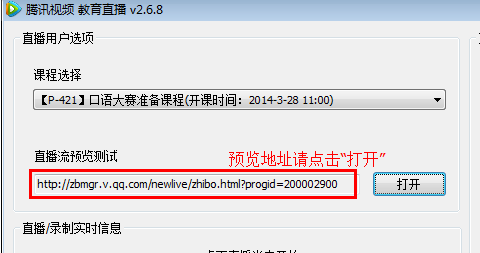 腾讯视频 教育直播 v2.6.8
直播用户选项
课程选择
【P-421】口语大赛准备课程(开课时间：2014-3-28 11:00)
直播流预览测试
预览地址请点击“打开”
http://zbmgr.v.qq.com/newlive/zhibo.html?progid=200002900
打开
直播/录制实时信息